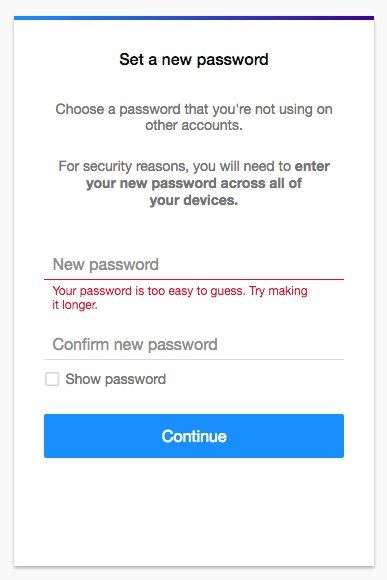 Set a new password
Choose a password that you're not using on
other accounts.
For security reasons, you will need to enter
your new password across all of
your devices.
New password
Your password is too easy to guess. Try making
it longer.
Confirm new password
Show password
Continue